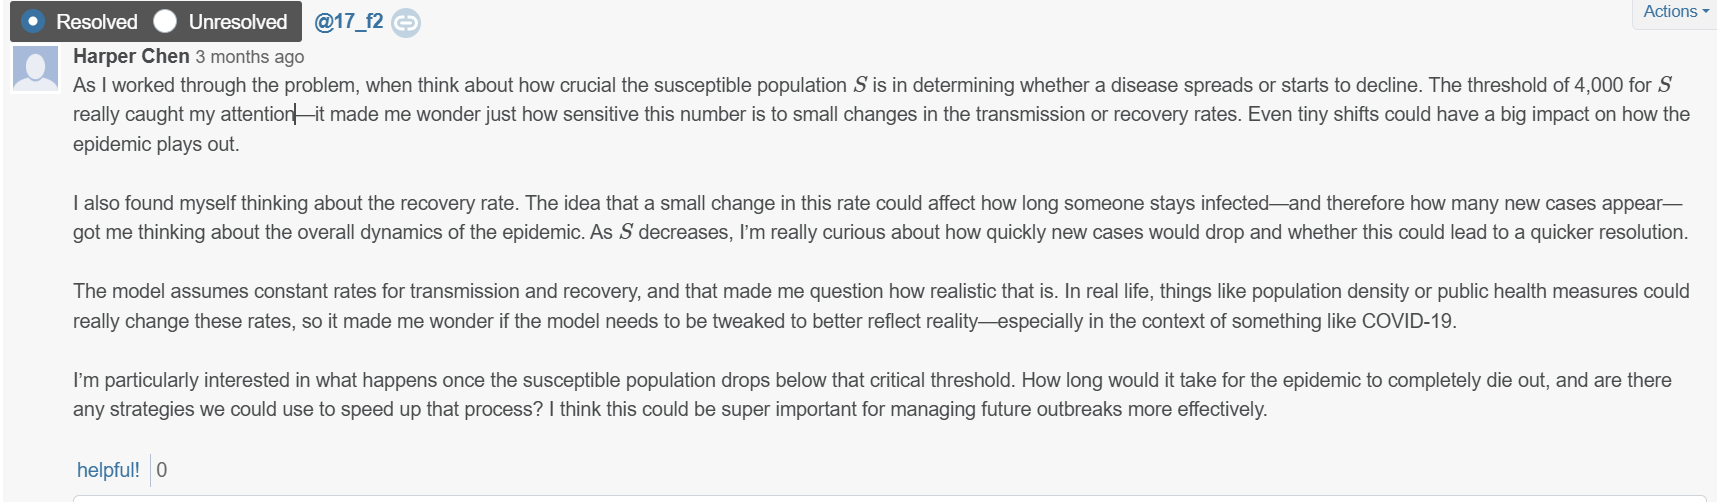 Resolved Unresolved @17_f2 Actions
Harper Chen 3 months ago
As I worked through the problem, when think about how crucial the susceptible population S is in determining whether a disease spreads or starts to decline. The threshold of 4,000 for S
really caught my attention—it made me wonder just how sensitive this number is to small changes in the transmission or recovery rates. Even tiny shifts could have a big impact on how the
epidemic plays out.
I also found myself thinking about the recovery rate. The idea that a small change in this rate could affect how long someone stays infected—and therefore how many new cases appear—
got me thinking about the overall dynamics of the epidemic. As S decreases, I’m really curious about how quickly new cases would drop and whether this could lead to a quicker resolution.
The model assumes constant rates for transmission and recovery, and that made me question how realistic that is. In real life, things like population density or public health measures could
really change these rates, so it made me wonder if the model needs to be tweaked to better reflect reality—especially in the context of something like COVID-19.
I’m particularly interested in what happens once the susceptible population drops below that critical threshold. How long would it take for the epidemic to completely die out, and are there
any strategies we could use to speed up that process? I think this could be super important for managing future outbreaks more effectively.
helpful! 0